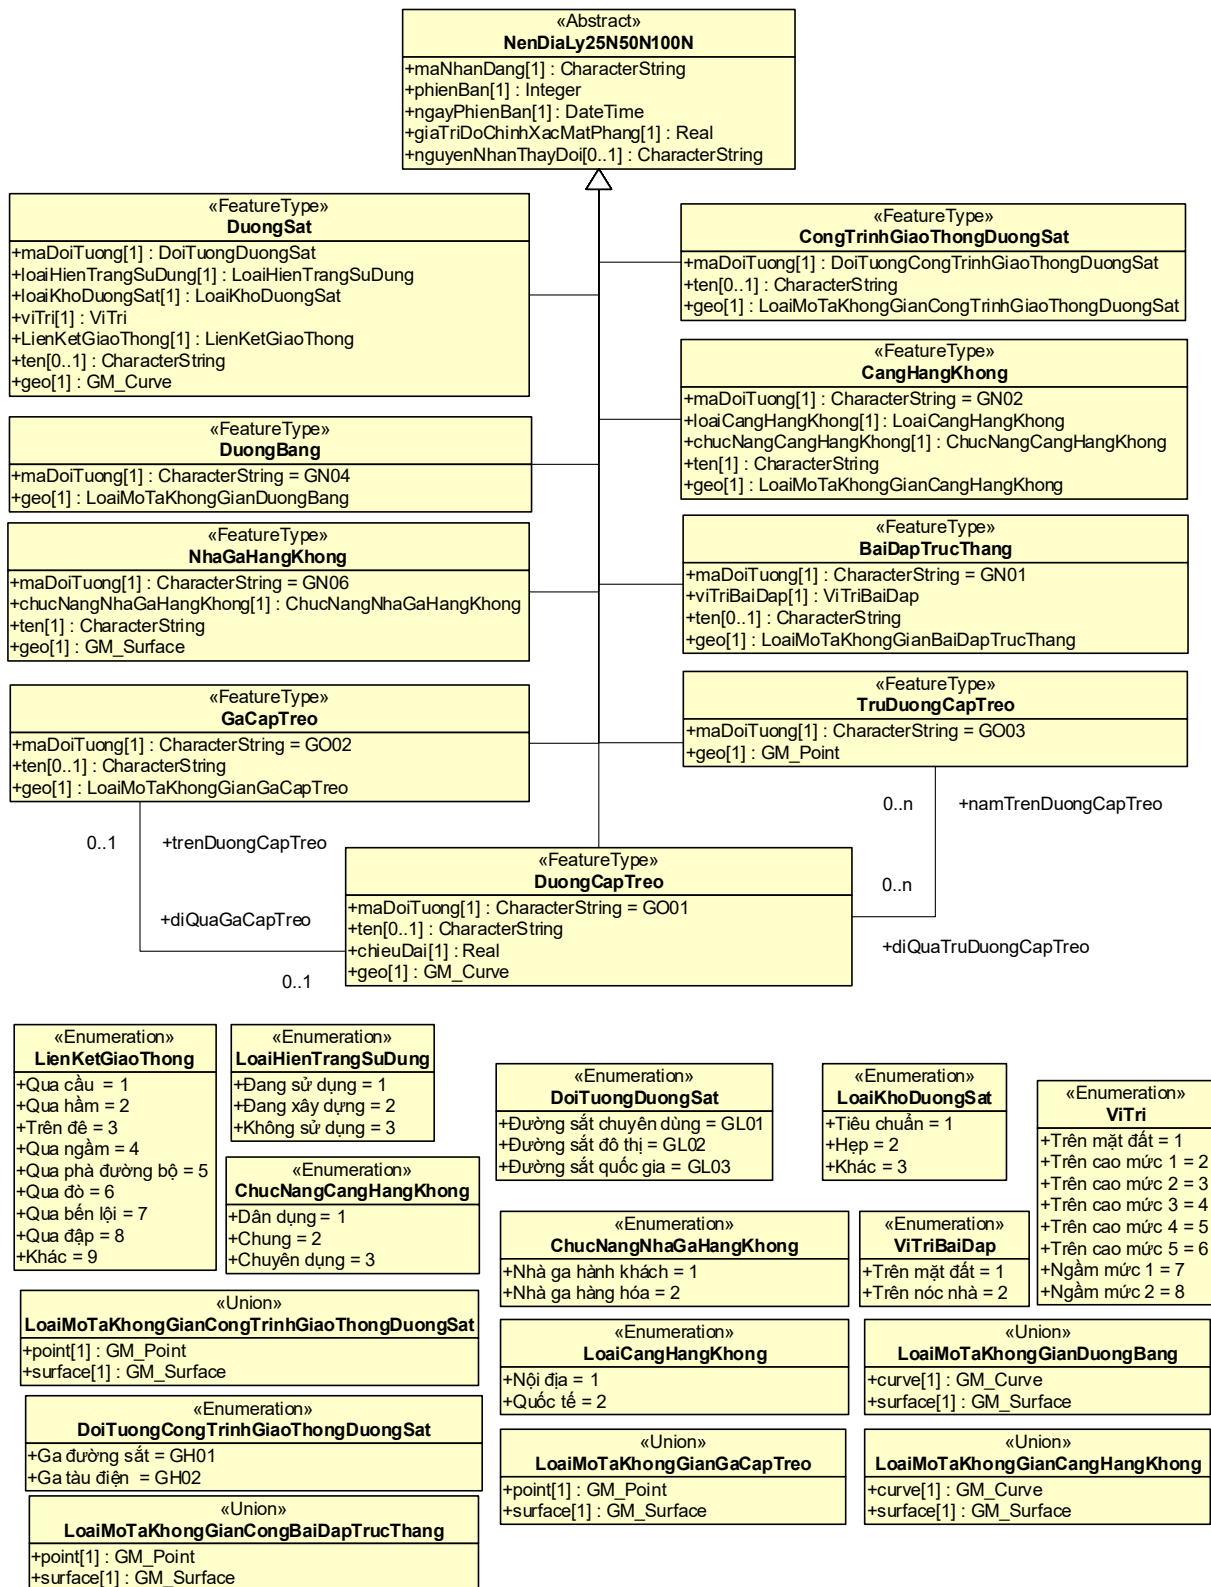 «Abstract»
NenDiaLy25N50N100N
+maNhanDang[1] : CharacterString
+phienBan[1] : Integer
+ngayPhienBan[1] : DateTime
+giaTriDoChinhXacMatPhang[1] : Real
+nguyenNhanThayDoi[0..1] : CharacterString
«FeatureType»
DuongSat
+maDoiTuong[1] : DoiTuongDuongSat
+loaiHienTrangSuDung[1] : LoaiHienTrangSuDung
+loaiKhoDuongSat[1] : LoaiKhoDuongSat
+viTri[1] : ViTri
+LienKetGiaoThong[1] : LienKetGiaoThong
+ten[0..1] : CharacterString
+geo[1] : GM_Curve
«FeatureType»
CongTrinhGiaoThongDuongSat
+maDoiTuong[1] : DoiTuongCongTrinhGiaoThongDuongSat
+ten[0..1] : CharacterString
+geo[1] : LoaiMoTaKhongGianCongTrinhGiaoThongDuongSat
«FeatureType»
CangHangKhong
+maDoiTuong[1] : CharacterString = GN02
+loaiCangHangKhong[1] : LoaiCangHangKhong
+chucNangCangHangKhong[1] : ChucNangCangHangKhong
+ten[1] : CharacterString
+geo[1] : LoaiMoTaKhongGianCangHangKhong
«FeatureType»
DuongBang
+maDoiTuong[1] : CharacterString = GN04
+geo[1] : LoaiMoTaKhongGianDuongBang
«FeatureType»
NhaGaHangKhong
+maDoiTuong[1] : CharacterString = GN06
+chucNangNhaGaHangKhong[1] : ChucNangNhaGaHangKhong
+ten[1] : CharacterString
+geo[1] : GM_Surface
«FeatureType»
BaiDapTrucThang
+maDoiTuong[1] : CharacterString = GN01
+viTriBaiDap[1] : ViTriBaiDap
+ten[0..1] : CharacterString
+geo[1] : LoaiMoTaKhongGianBaiDapTrucThang
«FeatureType»
GaCapTreo
+maDoiTuong[1] : CharacterString = GO02
+ten[0..1] : CharacterString
+geo[1] : LoaiMoTaKhongGianGaCapTreo
«FeatureType»
TruDuongCapTreo
+maDoiTuong[1] : CharacterString = GO03
+geo[1] : GM_Point
0..1
+trenDuongCapTreo
0..n
+namTrenDuongCapTreo
«FeatureType»
DuongCapTreo
+maDoiTuong[1] : CharacterString = GO01
+ten[0..1] : CharacterString
+chieuDai[1] : Real
+geo[1] : GM_Curve
+diQuaGaCapTreo
0..1
0..n
+diQuaTruDuongCapTreo
«Enumeration»
LienKetGiaoThong
+Qua cầu = 1
+Qua hầm = 2
+Trên đê = 3
+Qua ngầm = 4
+Qua phà đường bộ = 5
+Qua đò = 6
+Qua bến lội = 7
+Qua đập = 8
+Khác = 9
«Enumeration»
LoaiHienTrangSuDung
+Đang sử dụng = 1
+Đang xây dựng = 2
+Không sử dụng = 3
«Enumeration»
DoiTuongDuongSat
+Đường sắt chuyên dùng = GL01
+Đường sắt đô thị = GL02
+Đường sắt quốc gia = GL03
«Enumeration»
LoaiKhoDuongSat
+Tiêu chuẩn = 1
+Hẹp = 2
+Khác = 3
«Enumeration»
ViTri
+Trên mặt đất = 1
+Trên cao mức 1 = 2
+Trên cao mức 2 = 3
+Trên cao mức 3 = 4
+Trên cao mức 4 = 5
+Trên cao mức 5 = 6
+Ngầm mức 1 = 7
+Ngầm mức 2 = 8
«Enumeration»
ChucNangCangHangKhong
+Dân dụng = 1
+Chung = 2
+Chuyên dụng = 3
«Enumeration»
ChucNangNhaGaHangKhong
+Nhà ga hành khách = 1
+Nhà ga hàng hóa = 2
«Enumeration»
ViTriBaiDap
+Trên mặt đất = 1
+Trên nóc nhà = 2
«Union»
LoaiMoTaKhongGianCongTrinhGiaoThongDuongSat
+point[1] : GM_Point
+surface[1] : GM_Surface
«Enumeration»
LoaiCangHangKhong
+Nội địa = 1
+Quốc tế = 2
«Union»
LoaiMoTaKhongGianDuongBang
+curve[1] : GM_Curve
+surface[1] : GM_Surface
«Enumeration»
DoiTuongCongTrinhGiaoThongDuongSat
+Ga đường sắt = GH01
+Ga tàu điện = GH02
«Union»
LoaiMoTaKhongGianGaCapTreo
+point[1] : GM_Point
+surface[1] : GM_Surface
«Union»
LoaiMoTaKhongGianCangHangKhong
+curve[1] : GM_Curve
+surface[1] : GM_Surface
«Union»
LoaiMoTaKhongGianCongBaiDapTrucThang
+point[1] : GM_Point
+surface[1] : GM_Surface